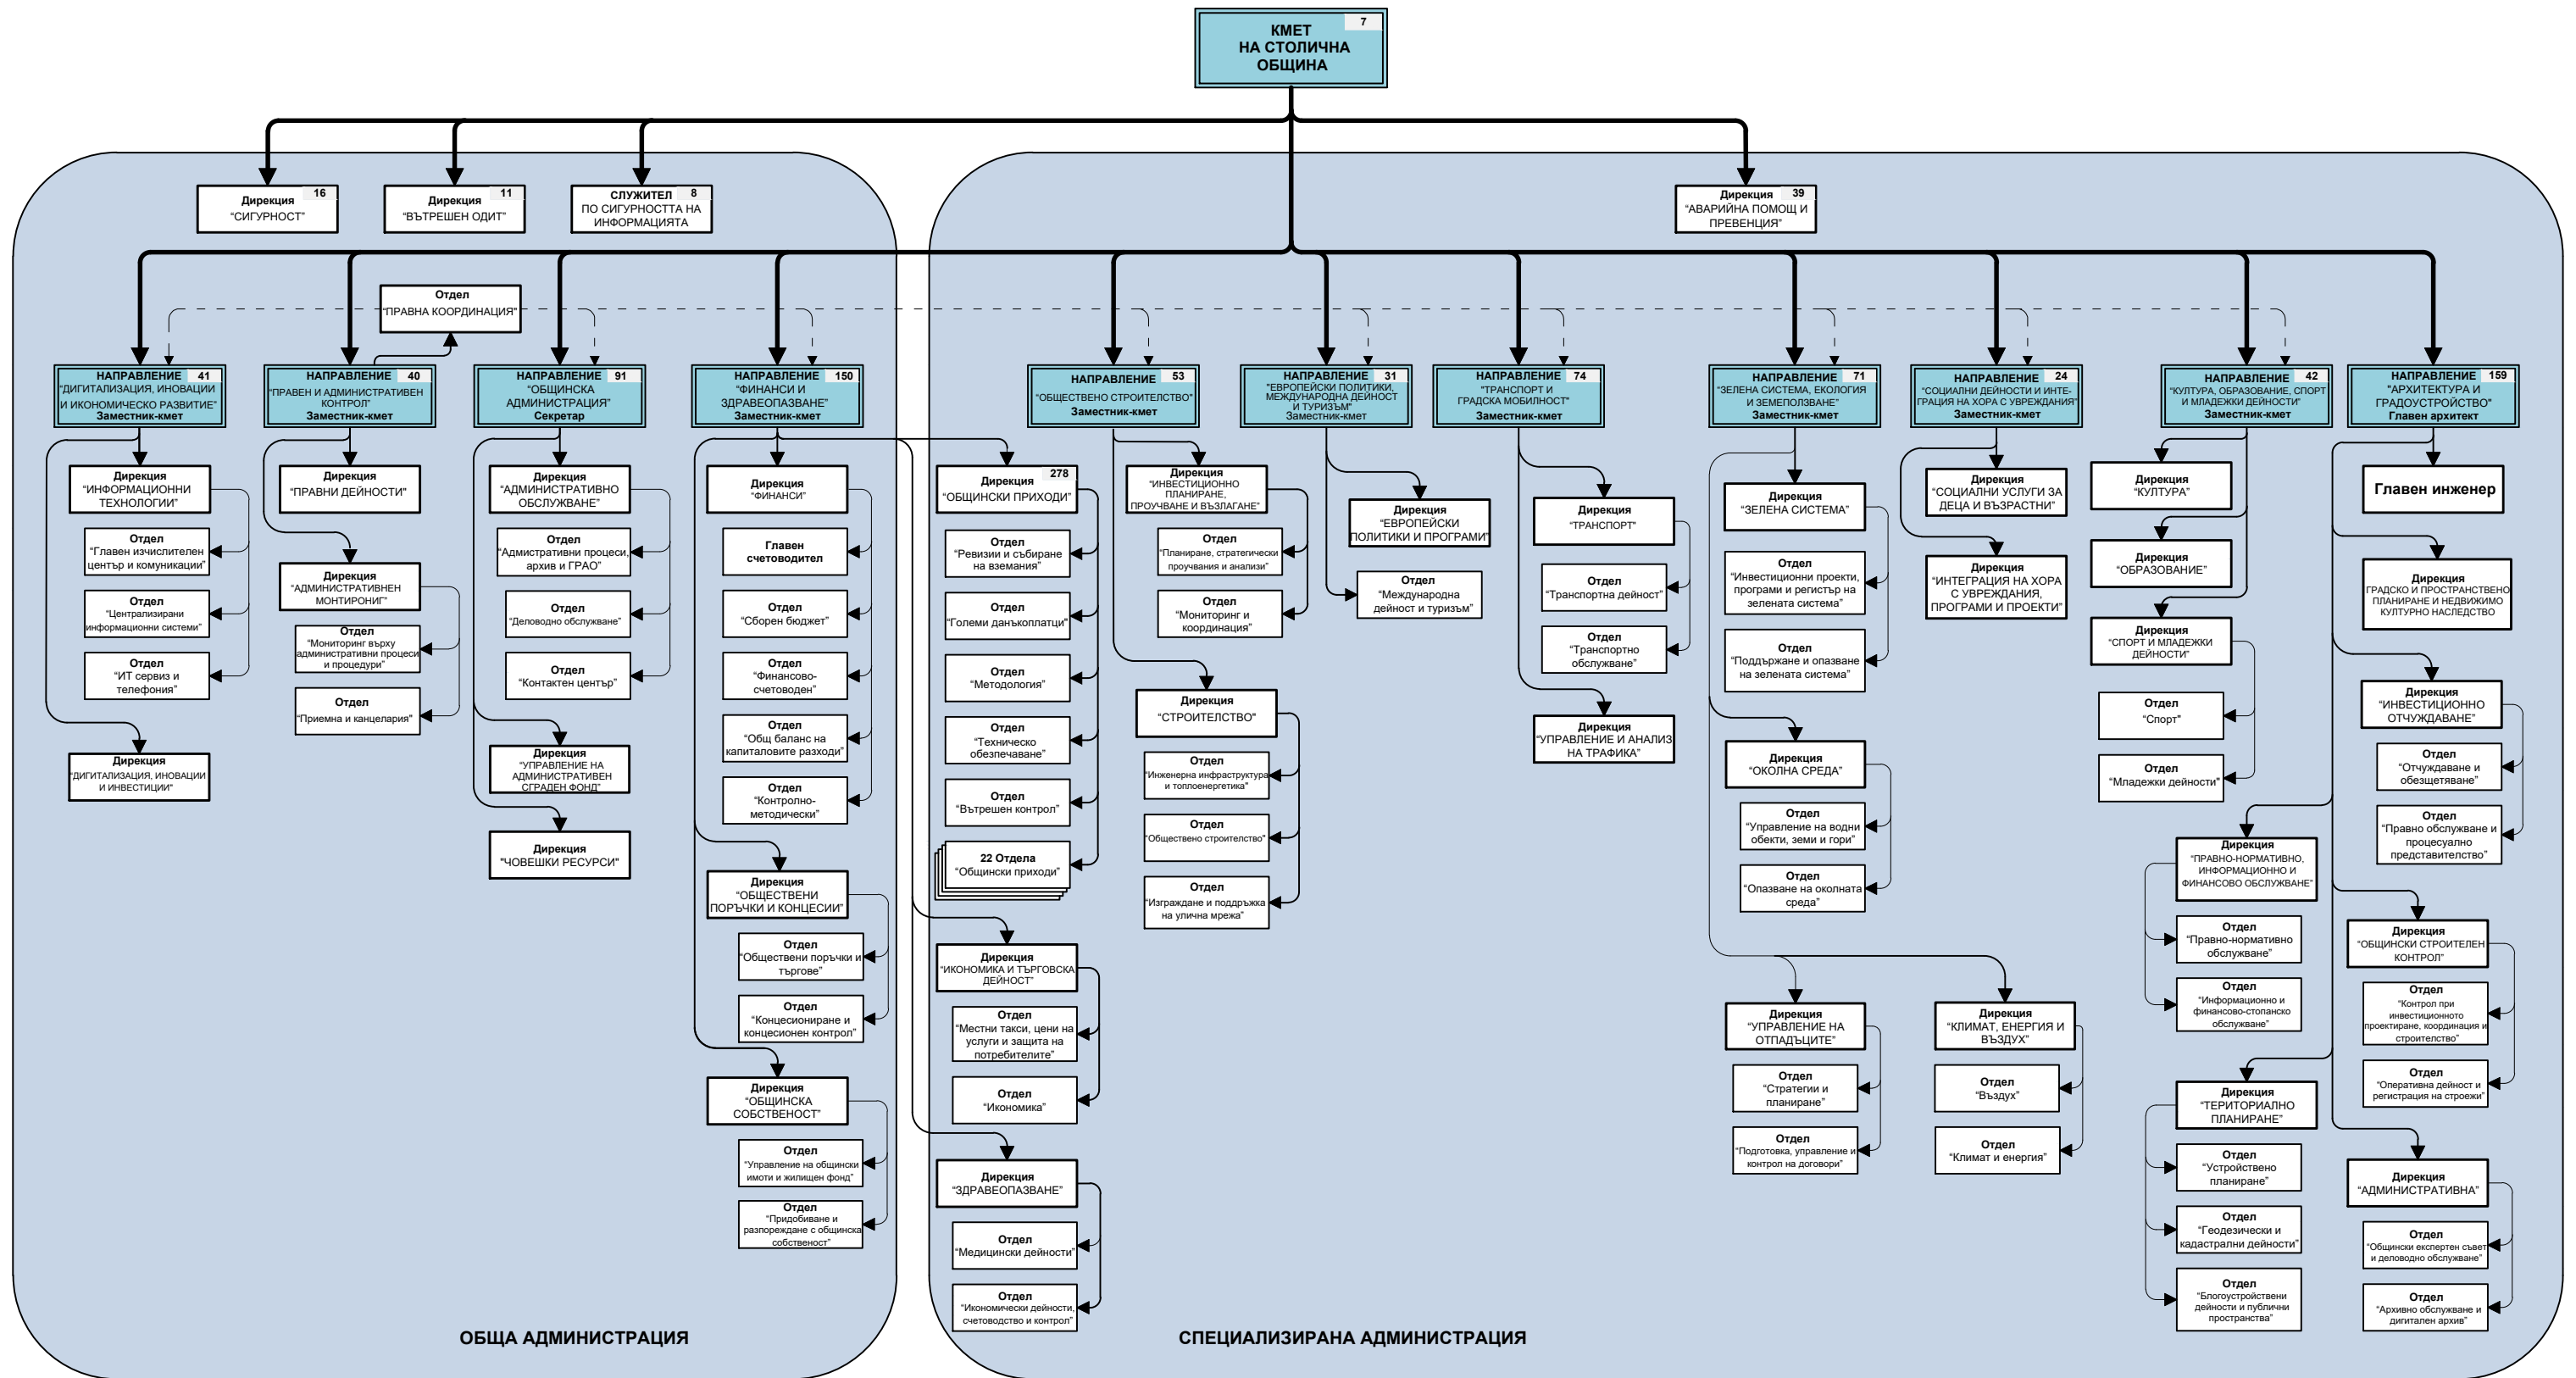 7
КМЕТ
НА СТОЛИЧНА
ОБЩИНА
16
Дирекция
“СИГУРНОСТ”
11
Дирекция
“ВЪТРЕШЕН ОДИТ”
8
СЛУЖИТЕЛ
ПО СИГУРНОСТТА НА
ИНФОРМАЦИЯТА
39
Дирекция
“АВАРИЙНА ПОМОЩ И
ПРЕВЕНЦИЯ”
Отдел
“ПРАВНА КООРДИНАЦИЯ”
НАПРАВЛЕНИЕ 41
“ДИГИТАЛИЗАЦИЯ, ИНОВАЦИИ
И ИКОНОМИЧЕСКО РАЗВИТИЕ”
Заместник-кмет
Дирекция
“ИНФОРМАЦИОННИ
ТЕХНОЛОГИИ”
Отдел
“Главен изчислителен
център и комуникации”
Отдел
“Централизирани
информационни системи”
Отдел
“ИТ сервиз и
телефония”
Дирекция
“ДИГИТАЛИЗАЦИЯ, ИНОВАЦИИ
И ИНВЕСТИЦИИ”
НАПРАВЛЕНИЕ 40
“ПРАВЕН И АДМИНИСТРАТИВЕН
КОНТРОЛ”
Заместник-кмет
Дирекция
“ПРАВНИ ДЕЙНОСТИ”
Дирекция
“АДМИНИСТРАТИВЕН
МОНТИРОНИГ”
Отдел
“Мониторинг върху
административни процеси
и процедури”
Отдел
“Приемна и канцелария”
НАПРАВЛЕНИЕ 91
“ОБЩИНСКА
АДМИНИСТРАЦИЯ”
Секретар
Дирекция
“АДМИНИСТРАТИВНО
ОБСЛУЖВАНЕ”
Отдел
“Адмистративни процеси,
архив и ГРАО”
Отдел
“Деловодно обслужване”
Отдел
“Контактен център”
Дирекция
“УПРАВЛЕНИЕ НА
АДМИНИСТРАТИВЕН
СГРАДЕН ФОНД”
Дирекция
“ЧОВЕШКИ РЕСУРСИ”
НАПРАВЛЕНИЕ 150
“ФИНАНСИ И
ЗДРАВЕОПАЗВАНЕ”
Заместник-кмет
Дирекция
“ФИНАНСИ”
Главен
счетоводител
Отдел
“Сборен бюджет”
Отдел
“Финансово-
счетоводен”
Отдел
“Общ баланс на
капиталовите разходи”
Отдел
“Контролно-
методически”
Дирекция
“ОБЩЕСТВЕНИ
ПОРЪЧКИ И КОНЦЕСИИ”
Отдел
“Обществени поръчки и
търгове”
Отдел
“Концесиониране и
концесионен контрол”
Дирекция
“ОБЩИНСКА
СОБСТВЕНОСТ”
Отдел
“Управление на общински
имоти и жилищен фонд”
Отдел
“Придобиване и
разпореждане с общинска
собственост”
278
Дирекция
“ОБЩИНСКИ ПРИХОДИ”
Отдел
“Ревизии и събиране
на вземания”
Отдел
“Големи данъкоплатци”
Отдел
“Методология”
Отдел
“Техническо
обезпечаване”
Отдел
“Вътрешен контрол”
22 Отдела
“Общински приходи”
Дирекция
“ИКОНОМИКА И ТЪРГОВСКА
ДЕЙНОСТ”
Отдел
“Местни такси, цени на
услуги и защита на
потребителите”
Отдел
“Икономика”
Дирекция
“ЗДРАВЕОПАЗВАНЕ”
Отдел
“Медицински дейности”
Отдел
“Икономически дейности,
счетоводство и контрол”
НАПРАВЛЕНИЕ 53
“ОБЩЕСТВЕНО СТРОИТЕЛСТВО”
Заместник-кмет
Дирекция
“ИНВЕСТИЦИОННО
ПЛАНИРАНЕ,
ПРОУЧВАНЕ И ВЪЗЛАГАНЕ”
Отдел
“Планиране, стратегически
проучвания и анализи”
Отдел
“Мониторинг и
координация”
Дирекция
“СТРОИТЕЛСТВО”
Отдел
“Инженерна инфраструктура
и топлоенергетика”
Отдел
“Обществено строителство”
Отдел
“Изграждане и поддръжка
на улична мрежа”
НАПРАВЛЕНИЕ 31
“ЕВРОПЕЙСКИ ПОЛИТИКИ,
МЕЖДУНАРОДНА ДЕЙНОСТ
И ТУРИЗЪМ”
Заместник-кмет
Дирекция
“ЕВРОПЕЙСКИ
ПОЛИТИКИ И ПРОГРАМИ”
Отдел
“Международна
дейност и туризъм”
НАПРАВЛЕНИЕ 74
“ТРАНСПОРТ И
ГРАДСКА МОБИЛНОСТ”
Заместник-кмет
Дирекция
“ТРАНСПОРТ”
Отдел
“Транспортна дейност”
Отдел
“Транспортно
обслужване”
Дирекция
“УПРАВЛЕНИЕ И АНАЛИЗ
НА ТРАФИКА”
НАПРАВЛЕНИЕ 71
“ЗЕЛЕНА СИСТЕМА, ЕКОЛОГИЯ
И ЗЕМЕПОЛЗВАНЕ”
Заместник-кмет
Дирекция
“ЗЕЛЕНА СИСТЕМА”
Отдел
“Инвестиционни проекти,
програми и регистър на
зелената система”
Отдел
“Поддържане и опазване
на зелената система”
Дирекция
“ОКОЛНА СРЕДА”
Отдел
“Управление на водни
обекти, земи и гори”
Отдел
“Опазване на околната
среда”
Дирекция
“УПРАВЛЕНИЕ НА
ОТПАДЪЦИТЕ”
Отдел
“Стратегии и
планиране”
Отдел
“Подготовка, управление и
контрол на договори”
Дирекция
“КЛИМАТ, ЕНЕРГИЯ И
ВЪЗДУХ”
Отдел
“Въздух”
Отдел
“Климат и енергия”
НАПРАВЛЕНИЕ 24
“СОЦИАЛНИ ДЕЙНОСТИ И ИНТЕ-
ГРАЦИЯ НА ХОРА С УВРЕЖДАНИЯ”
Заместник-кмет
Дирекция
“СОЦИАЛНИ УСЛУГИ ЗА
ДЕЦА И ВЪЗРАСТНИ”
Дирекция
“ИНТЕГРАЦИЯ НА ХОРА
С УВРЕЖДАНИЯ,
ПРОГРАМИ И ПРОЕКТИ”
НАПРАВЛЕНИЕ 42
“КУЛТУРА, ОБРАЗОВАНИЕ, СПОРТ
И МЛАДЕЖКИ ДЕЙНОСТИ”
Заместник-кмет
Дирекция
“КУЛТУРА”
Дирекция
“ОБРАЗОВАНИЕ”
Дирекция
“СПОРТ И МЛАДЕЖКИ
ДЕЙНОСТИ”
Отдел
“Спорт”
Отдел
“Младежки дейности”
НАПРАВЛЕНИЕ 159
“АРХИТЕКТУРА И
ГРАДОУСТРОЙСТВО”
Главен архитект
Главен инженер
Дирекция
ГРАДСКО И ПРОСТРАНСТВЕНО
ПЛАНИРАНЕ И НЕДВИЖИМО
КУЛТУРНО НАСЛЕДСТВО
Дирекция
“ИНВЕСТИЦИОННО
ОТЧУЖДАВАНЕ”
Отдел
“Отчуждаване и
обезщетяване”
Отдел
“Правно обслужване и
процесуално
представителство”
Дирекция
“ПРАВНО-НОРМАТИВНО,
ИНФОРМАЦИОННО И
ФИНАНСОВО ОБСЛУЖВАНЕ”
Отдел
“Правно-нормативно
обслужване”
Отдел
“Информационно и
финансово-стопанско
обслужване”
Дирекция
“ОБЩИНСКИ СТРОИТЕЛЕН
КОНТРОЛ”
Отдел
“Контрол при
инвестиционното
проектиране, координация и
строителство”
Отдел
“Оперативна дейност и
регистрация на строежи”
Дирекция
“ТЕРИТОРИАЛНО
ПЛАНИРАНЕ”
Отдел
“Устройствено
планиране”
Отдел
“Геодезически и
кадастрални дейности”
Отдел
“Блогоустройствени
дейности и публични
пространства”
Дирекция
“АДМИНИСТРАТИВНА”
Отдел
“Общински експертен съвет
и деловодно обслужване”
Отдел
“Архивно обслужване и
дигитален архив”
ОБЩА АДМИНИСТРАЦИЯ
СПЕЦИАЛИЗИРАНА АДМИНИСТРАЦИЯ